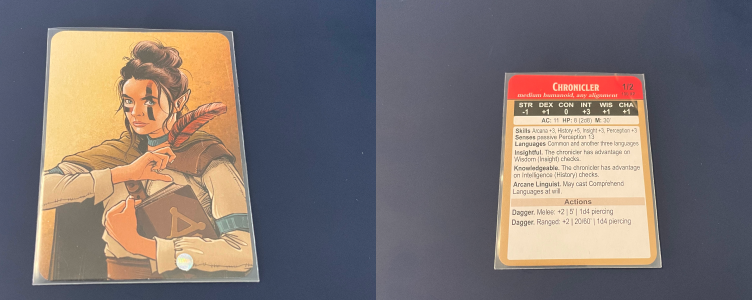 CHRONICLER 1/2
medium humanoid, any alignment
STR DEX CON INT WIS CHA
-1 +1 0 +3 +1 +1
AC: 11 HP: 8 (2d8) M: 30'
Skills Arcana +3, History +5, Insight +3, Perception +3
Senses passive Perception 13
Languages Common and another three languages
Insightful. The chronicler has advantage on
Wisdom (Insight) checks.
Knowledgeable. The chronicler has advantage
on Intelligence (History) checks.
Arcane Linguist. May cast Comprehend
Languages at will.
Actions
Dagger. Melee: +2 | 5' | 1d4 piercing
Dagger. Ranged: +2 | 20/60' | 1d4 piercing